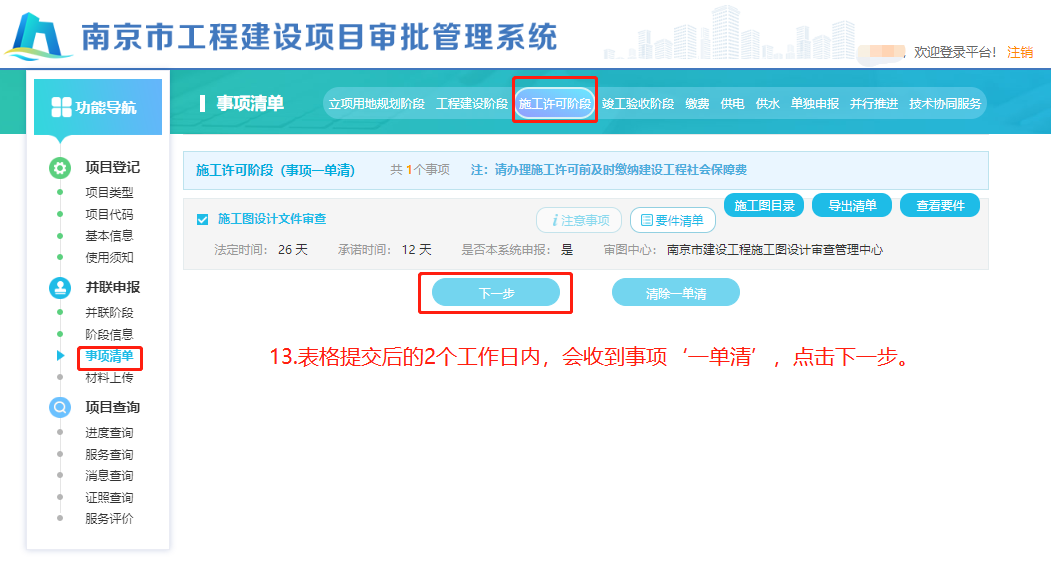 南京市工程建设项目审批管理系统
，欢迎登录平台！ 注销
功能导航
事项清单
立项用地规划阶段 工程建设阶段 施工许可阶段 竣工验收阶段 缴费 供电 供水 单独申报 并行推进 技术协同服务
项目登记
项目类型
项目代码
基本信息
使用须知
并联申报
并联阶段
阶段信息
事项清单
材料上传
项目查询
进度查询
服务查询
消息查询
证照查询
服务评价
施工许可阶段（事项一单清） 共 1个事项 注：请办理施工许可前及时缴纳建设工程社会保障费
施工图设计文件审查 注意事项 要件清单 施工图目录 导出清单 查看要件
法定时间： 26 天 承诺时间： 12 天 是否本系统申报： 是 审图中心： 南京市建设工程施工图设计审查管理中心
下一步 清除一单清
13.表格提交后的2个工作日内，会收到事项‘一单清’，点击下一步。